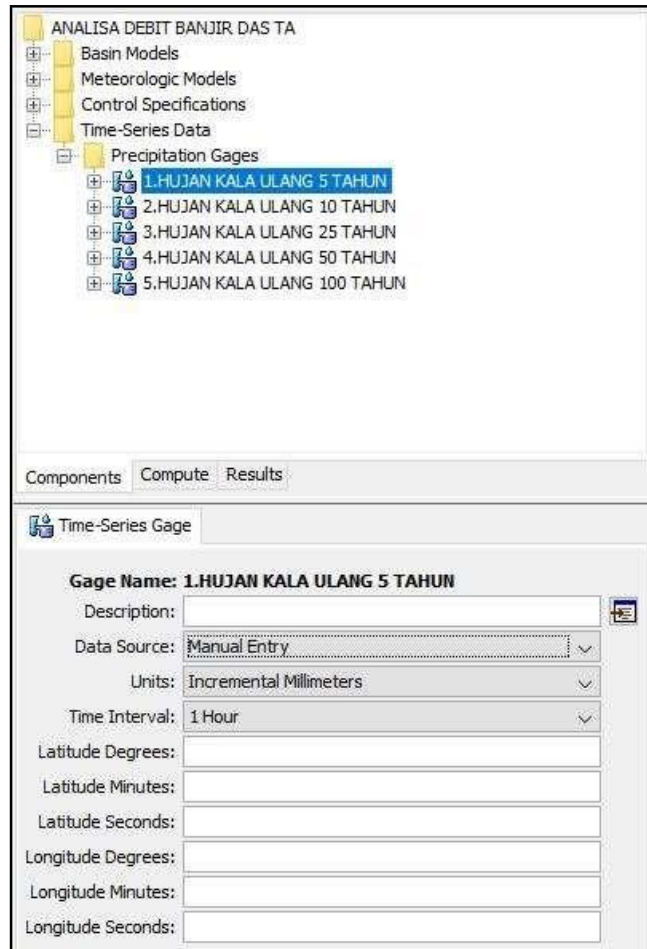 ANALISA DEBIT BANJIR DAS TA
Basin Models
Meteorologic Models
Control Specifications
Time-Series Data
Precipitation Gages
1.HUJAN KALA ULANG 5 TAHUN
2.HUJAN KALA ULANG 10 TAHUN
3.HUJAN KALA ULANG 25 TAHUN
4.HUJAN KALA ULANG 50 TAHUN
5.HUJAN KALA ULANG 100 TAHUN
Components Compute Results
Time-Series Gage
Gage Name: 1.HUJAN KALA ULANG 5 TAHUN
Description:
Data Source: Manual Entry
Units: Incremental Millimeters
Time Interval: 1 Hour
Latitude Degrees:
Latitude Minutes:
Latitude Seconds:
Longitude Degrees:
Longitude Minutes:
Longitude Seconds: